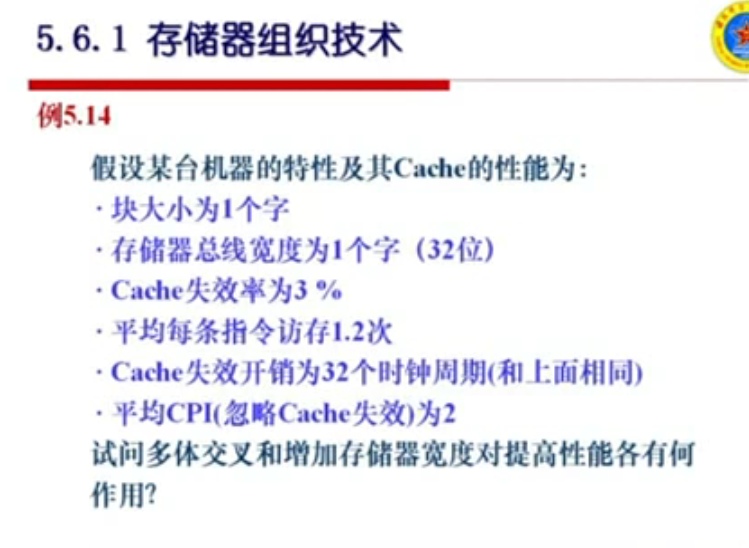 5.6.1 存储器组织技术
例5.14
假设某台机器的特性及其Cache的性能为:
·块大小为1个字
·存储器总线宽度为1个字（32位）
·Cache失效率为3 %
·平均每条指令访存1.2次
·Cache失效开销为32个时钟周期(和上面相同)
·平均CPI(忽略Cache失效)为2
试问多体交叉和增加存储器宽度对提高性能各有何
作用?